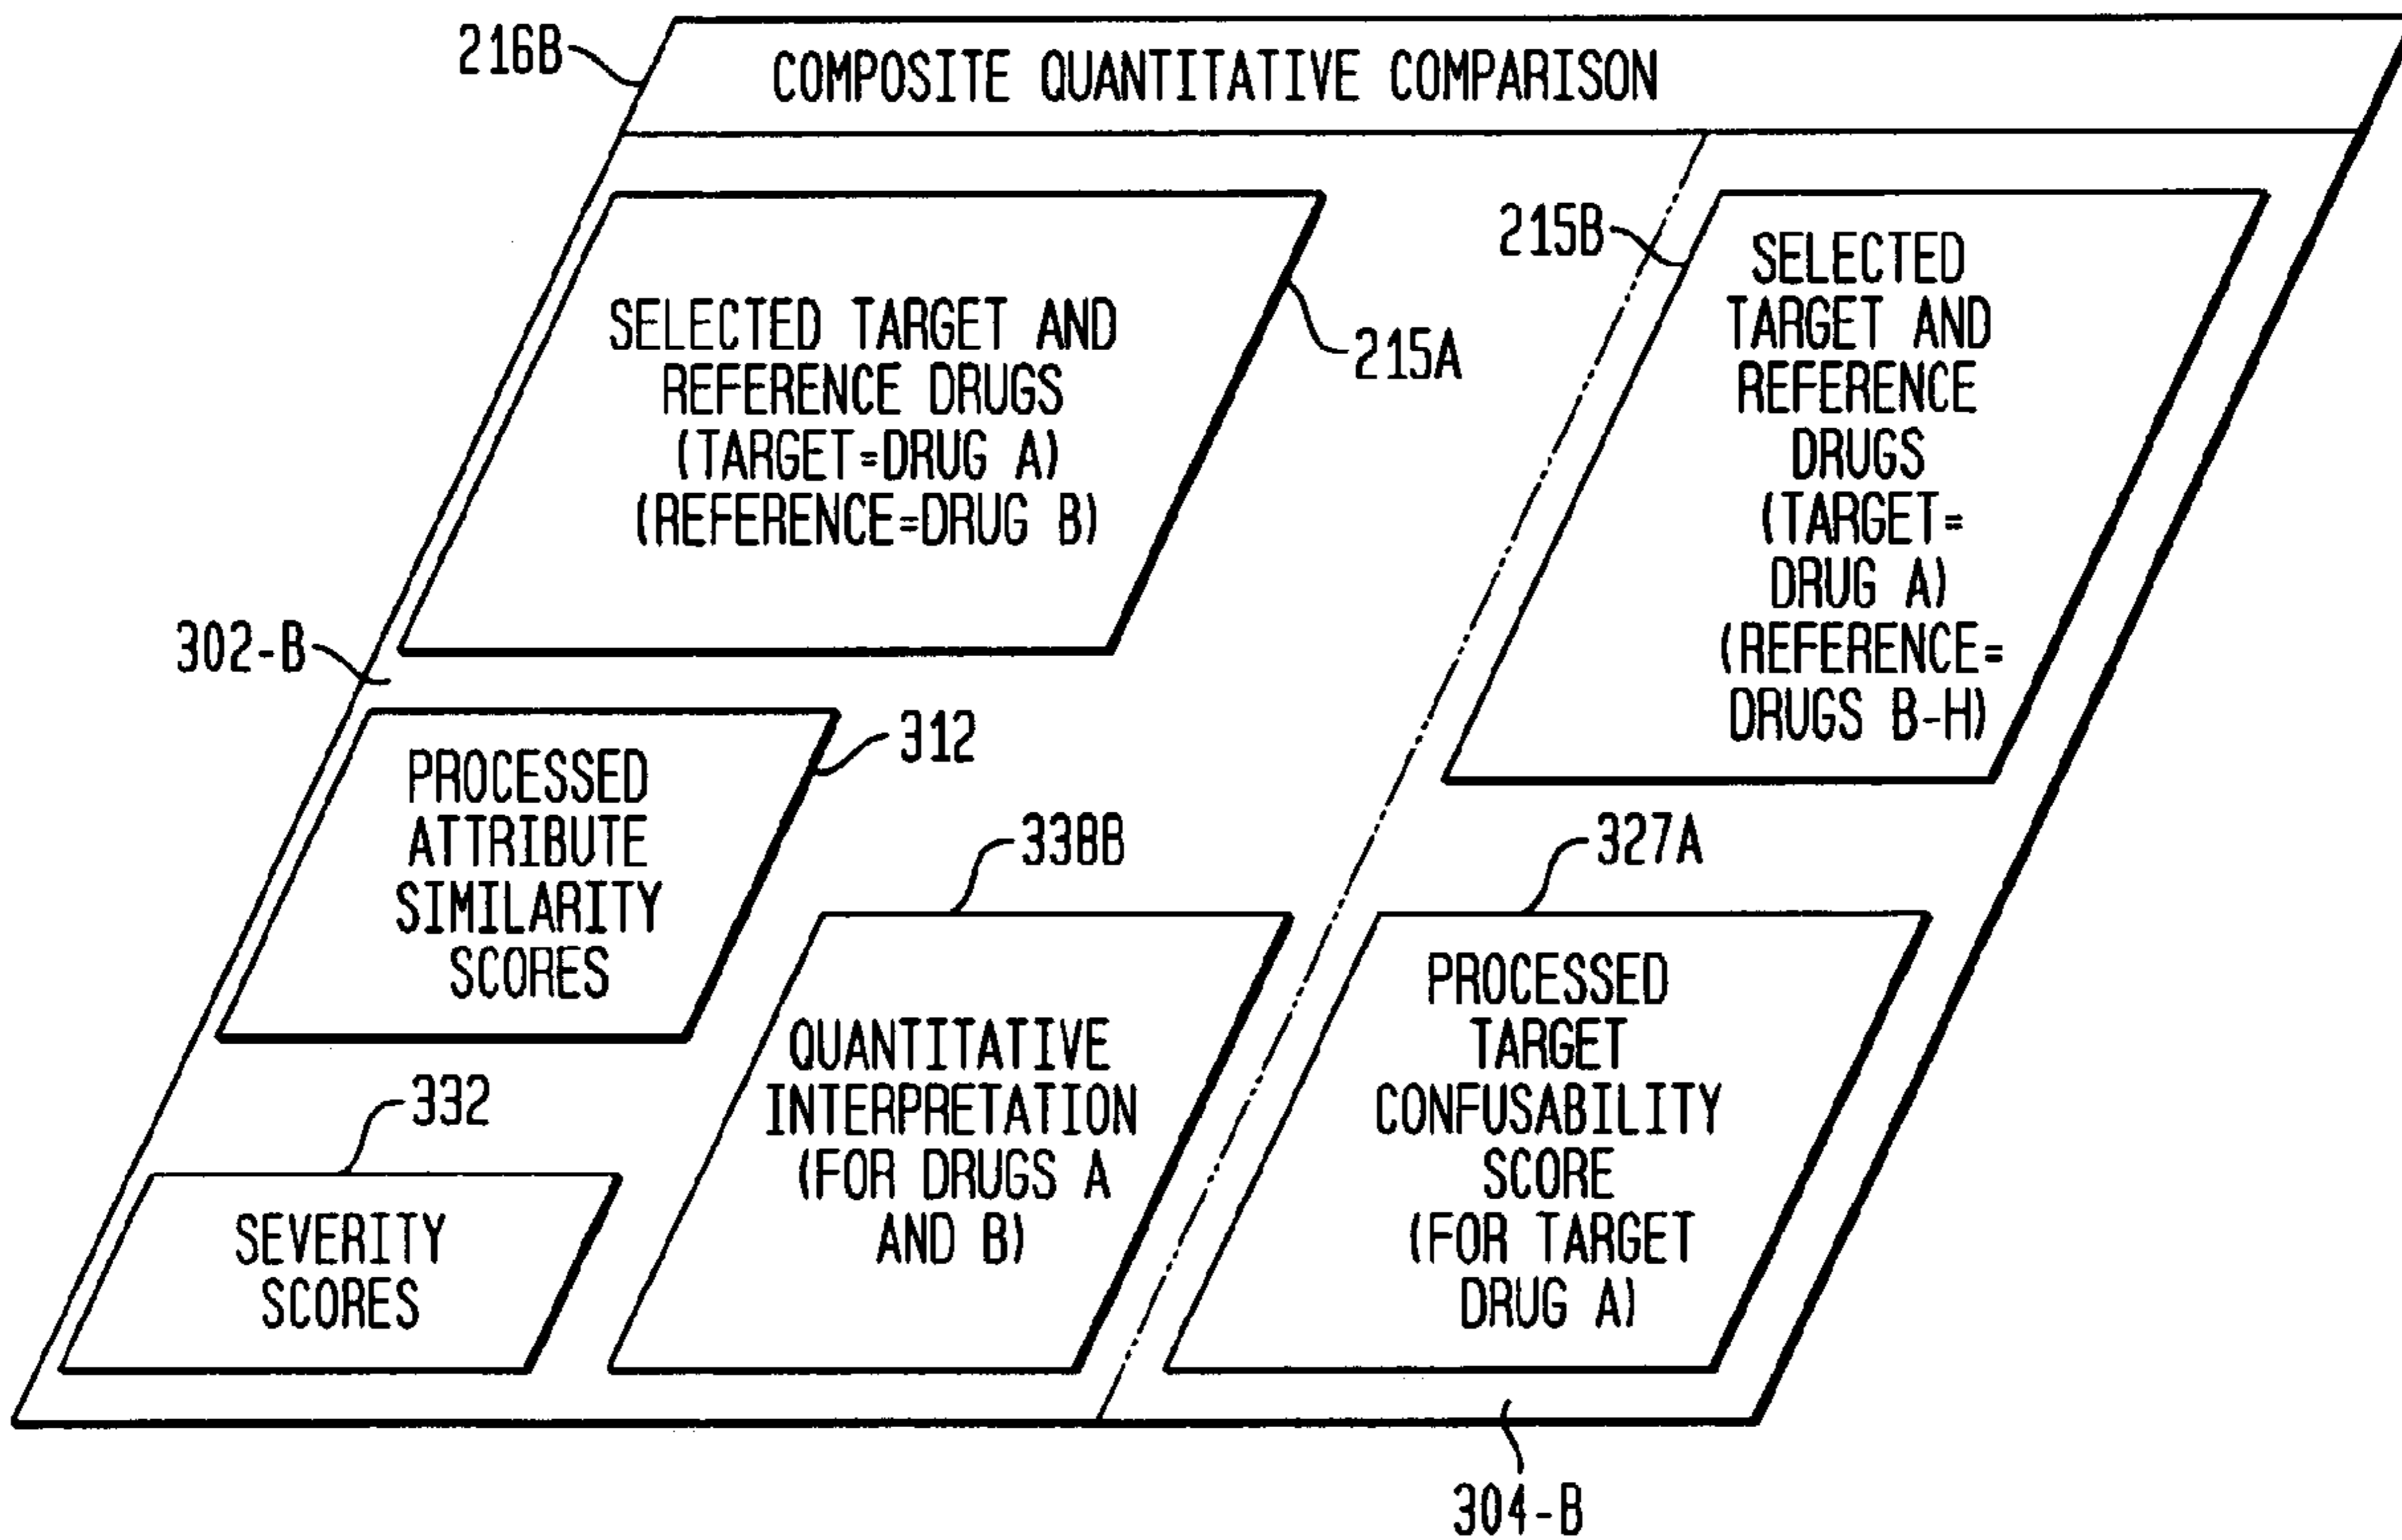 216B
COMPOSITE QUANTITATIVE COMPARISON
SELECTED TARGET AND
REFERENCE DRUGS
(TARGET=DRUG A)
(REFERENCE=DRUG B)
215A
215B
SELECTED
TARGET AND
REFERENCE
DRUGS
(TARGET=
DRUG A)
(REFERENCE=
DRUGS B-H)
302-B
PROCESSED
ATTRIBUTE
SIMILARITY
SCORES
312
338B
QUANTITATIVE
INTERPRETATION
(FOR DRUGS A
AND B)
327A
PROCESSED
TARGET
CONFUSABILITY
SCORE
(FOR TARGET
DRUG A)
332
SEVERITY
SCORES
304-B